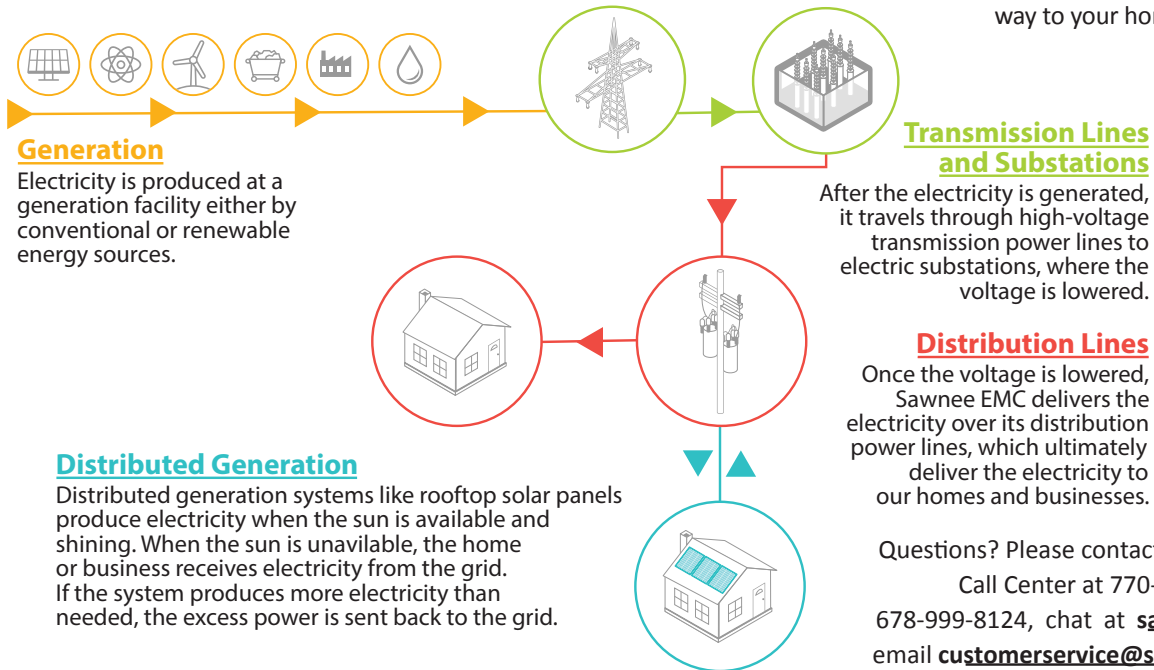 way to your hom
Generation
Electricity is produced at a
generation facility either by
conventional or renewable
energy sources.
Transmission Lines
and Substations
After the electricity is generated,
it travels through high-voltage
transmission power lines to
electric substations, where the
voltage is lowered.
Distribution Lines
Once the voltage is lowered,
Sawnee EMC delivers the
electricity over its distribution
power lines, which ultimately
deliver the electricity to
our homes and businesses.
Distributed Generation
Distributed generation systems like rooftop solar panels
produce electricity when the sun is available and
shining. When the sun is unavilable, the home
or business receives electricity from the grid.
If the system produces more electricity than
needed, the excess power is sent back to the grid.
Questions? Please contact
Call Center at 770-
678-999-8124, chat at sa
email customerservice@s